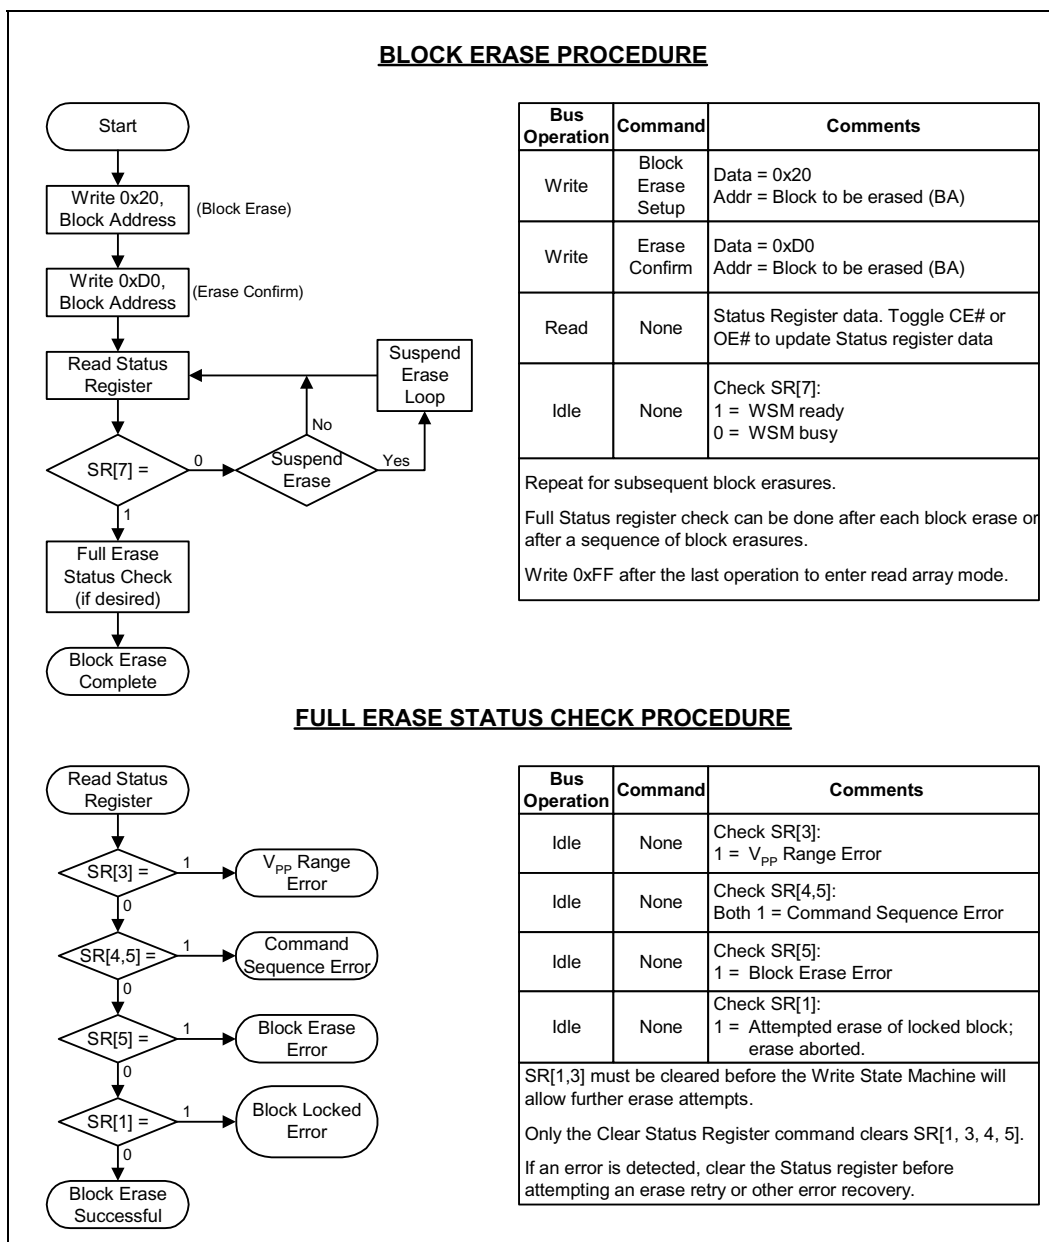 BLOCK ERASE PROCEDURE
Start
Write 0x20,
Block Address
(Block Erase)
Write 0xD0,
Block Address
(Erase Confirm)
Read Status
Register
Suspend
Erase
Loop
No
SR[7] =
0
Suspend
Erase
Yes
1
Full Erase
Status Check
(if desired)
Block Erase
Complete
Bus
Operation
Command
Comments
Write
Block
Erase
Setup
Data = 0x20
Addr = Block to be erased (BA)
Write
Erase
Confirm
Data = 0xD0
Addr = Block to be erased (BA)
Read
None
Status Register data. Toggle CE# or
OE# to update Status register data
Idle
None
Check SR[7]:
1 = WSM ready
0 = WSM busy
Repeat for subsequent block erasures.
Full Status register check can be done after each block erase or
after a sequence of block erasures.
Write 0xFF after the last operation to enter read array mode.
FULL ERASE STATUS CHECK PROCEDURE
Read Status
Register
SR[3] =
1
V_PP Range
Error
0
SR[4,5] =
1
Command
Sequence Error
0
SR[5] =
1
Block Erase
Error
0
SR[1] =
1
Block Locked
Error
0
Block Erase
Successful
Bus
Operation
Command
Comments
Idle
None
Check SR[3]:
1 = V_PP Range Error
Idle
None
Check SR[4,5]:
Both 1 = Command Sequence Error
Idle
None
Check SR[5]:
1 = Block Erase Error
Idle
None
Check SR[1]:
1 = Attempted erase of locked block;
erase aborted.
SR[1,3] must be cleared before the Write State Machine will
allow further erase attempts.
Only the Clear Status Register command clears SR[1, 3, 4, 5].
If an error is detected, clear the Status register before
attempting an erase retry or other error recovery.